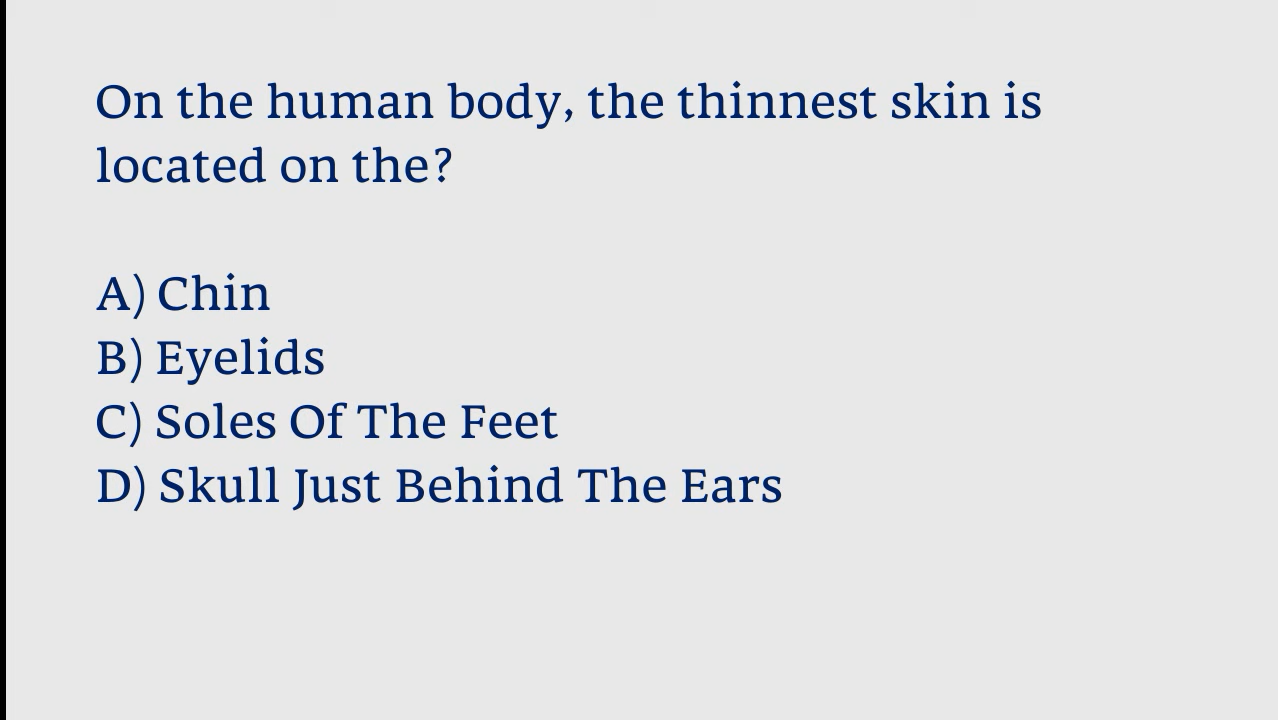 On the human body, the thinnest skin is
located on the?
A) Chin
B) Eyelids
C) Soles Of The Feet
D) Skull Just Behind The Ears